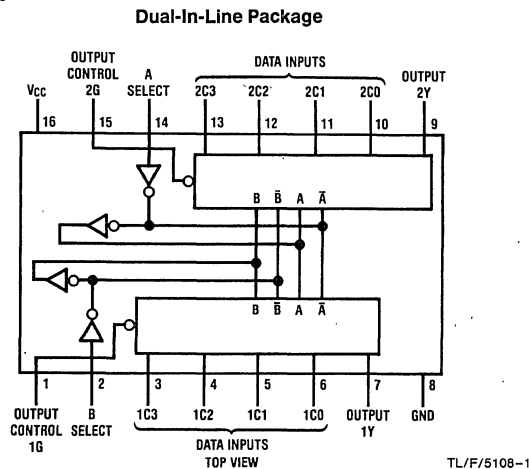 Dual-In-Line Package
OUTPUT CONTROL 2G
A SELECT
DATA INPUTS
OUTPUT 2Y
VCC
2C3 2C2 2C1 2C0
16 15 14 13 12 11 10 9
B B̅ A A̅
B B̅ A A̅
1 2 3 4 5 6 7 8
OUTPUT CONTROL 1G
B SELECT
1C3 1C2 1C1 1C0
OUTPUT 1Y
GND
DATA INPUTS
TOP VIEW
TL/F/5108-1